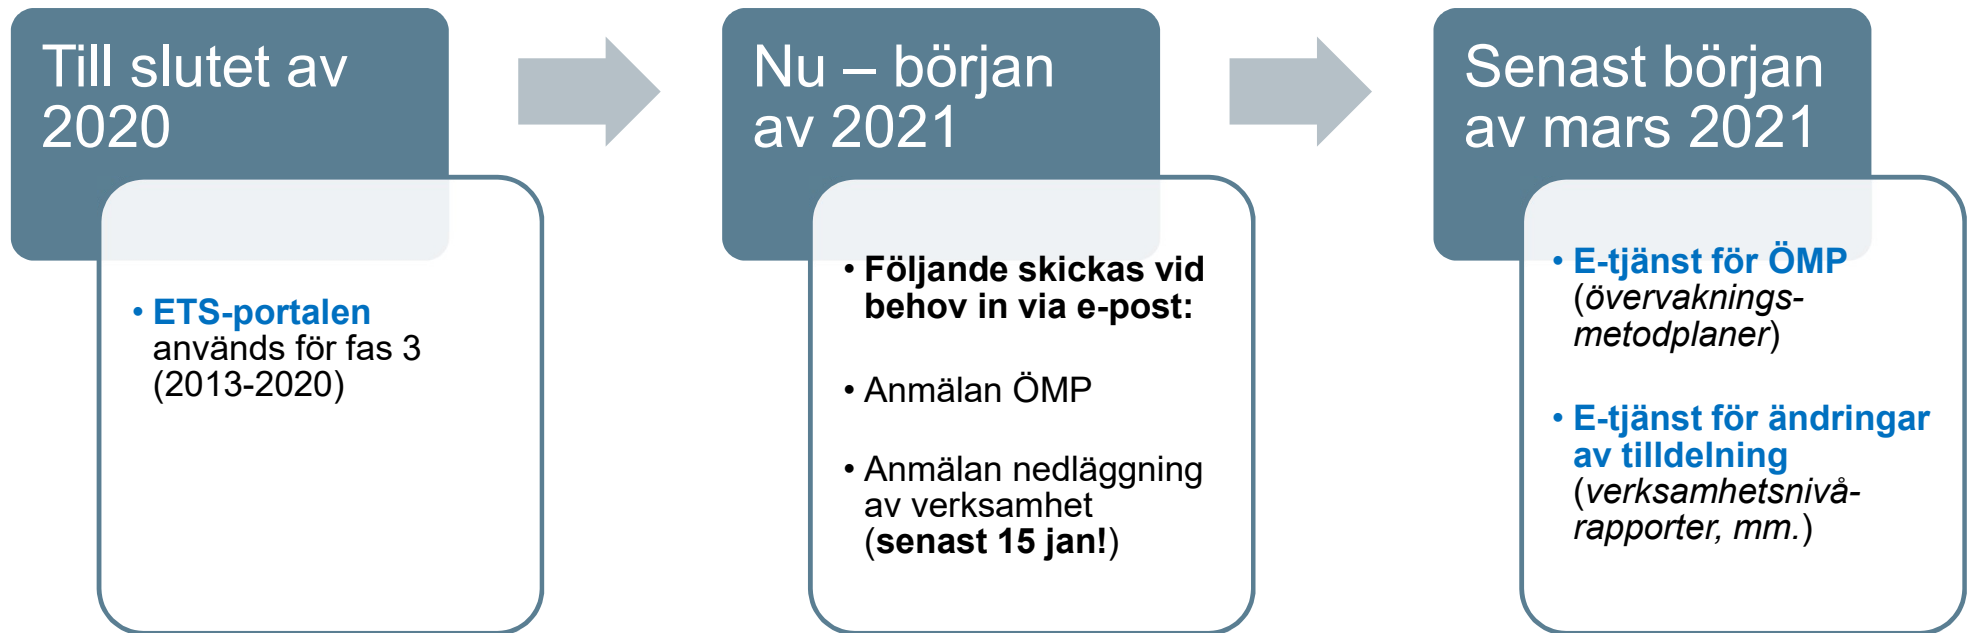 Till slutet av
2020
• ETS-portalen
används för fas 3
(2013-2020)
Nu – början
av 2021
• Följande skickas vid
behov in via e-post:
• Anmälan ÖMP
• Anmälan nedläggning
av verksamhet
(senast 15 jan!)
Senast början
av mars 2021
• E-tjänst för ÖMP
(övervaknings-
metodplaner)
• E-tjänst för ändringar
av tilldelning
(verksamhetsnivå-
rapporter, mm.)